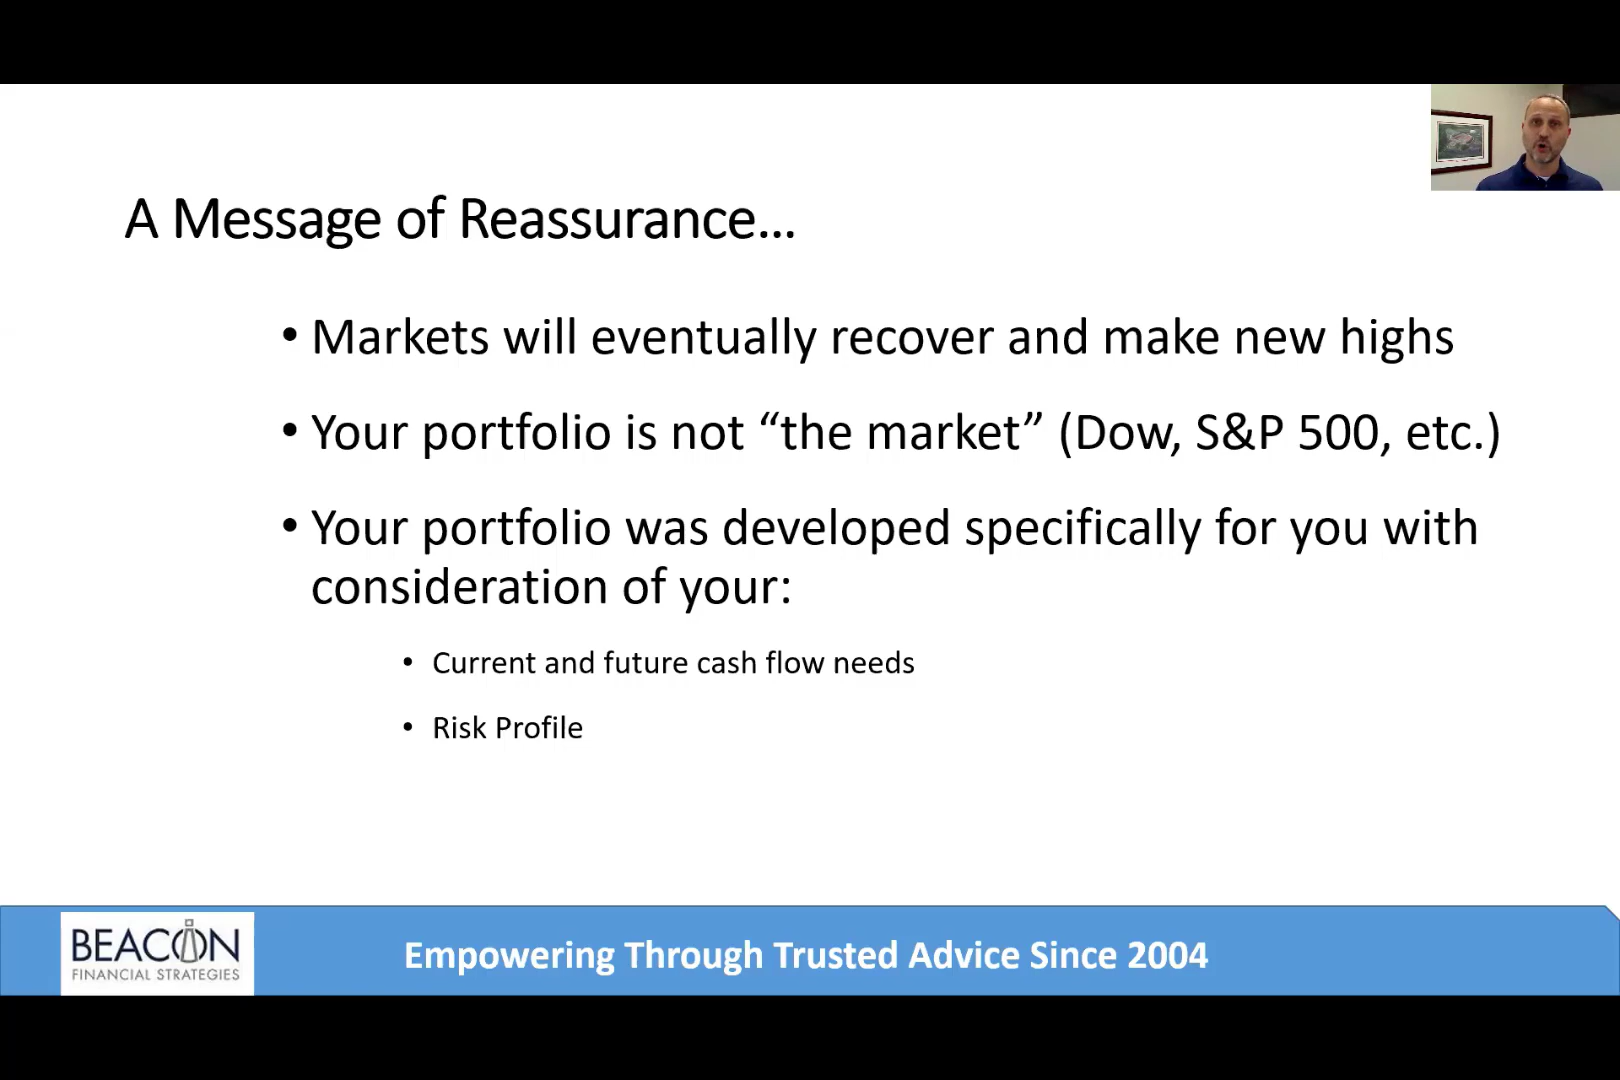 A Message of Reassurance...
• Markets will eventually recover and make new highs
• Your portfolio is not “the market” (Dow, S&P 500, etc.)
• Your portfolio was developed specifically for you with
consideration of your:
• Current and future cash flow needs
• Risk Profile
BEACON
FINANCIAL STRATEGIES
Empowering Through Trusted Advice Since 2004